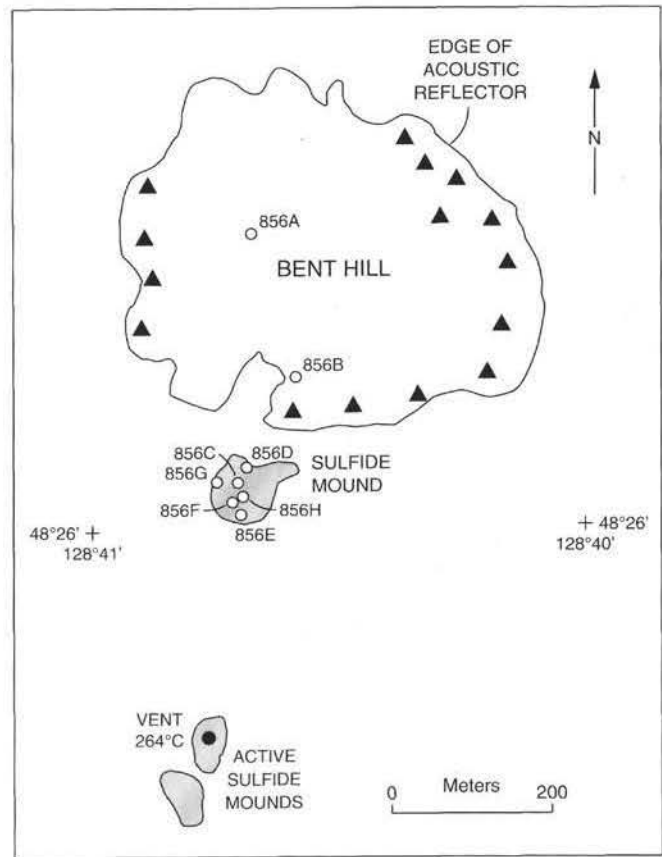 EDGE OF
ACOUSTIC
REFLECTOR
N
856A
BENT HILL
856B
856C
856D
856G
SULFIDE
MOUND
856F
856H
856E
48°26' +
128°41'
+ 48°26'
128°40'
VENT
264°C
ACTIVE
SULFIDE
MOUNDS
Meters
0 200